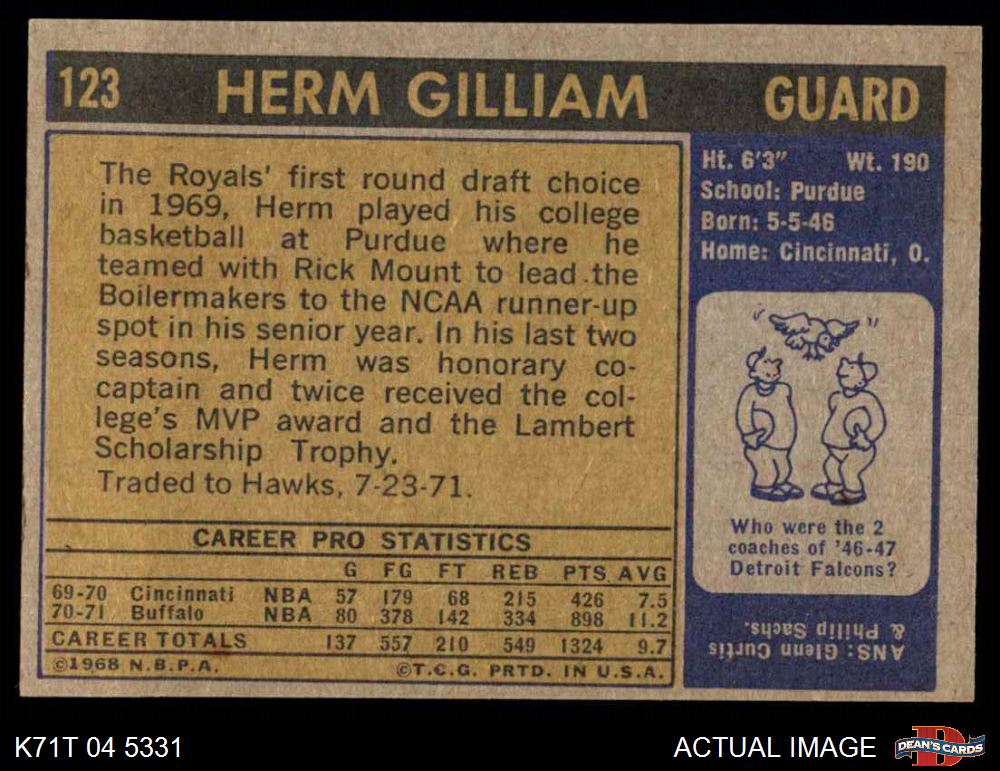 123 HERM GILLIAM GUARD
The Royals' first round draft choice
in 1969, Herm played his college
basketball at Purdue where he
teamed with Rick Mount to lead the
Boilermakers to the NCAA runner-up
spot in his senior year. In his last two
seasons, Herm was honorary co-
captain and twice received the col-
lege's MVP award and the Lambert
Scholarship Trophy.
Traded to Hawks, 7-23-71.
Ht. 6'3" Wt. 190
School: Purdue
Born: 5-5-46
Home: Cincinnati, O.
Who were the 2
coaches of '46-47
Detroit Falcons?
ANS: Glenn Curtis
& Philip Sachs.
CAREER PRO STATISTICS
G FG FT REB PTS AVG
69-70 Cincinnati NBA 57 179 68 215 426 7.5
70-71 Buffalo NBA 80 378 142 334 898 11.2
CAREER TOTALS 137 557 210 549 1324 9.7
©1968 N.B.P.A. ©T.C.G. PRTD. IN U.S.A.
K71T 04 5331 ACTUAL IMAGE DEAN'S CARDS